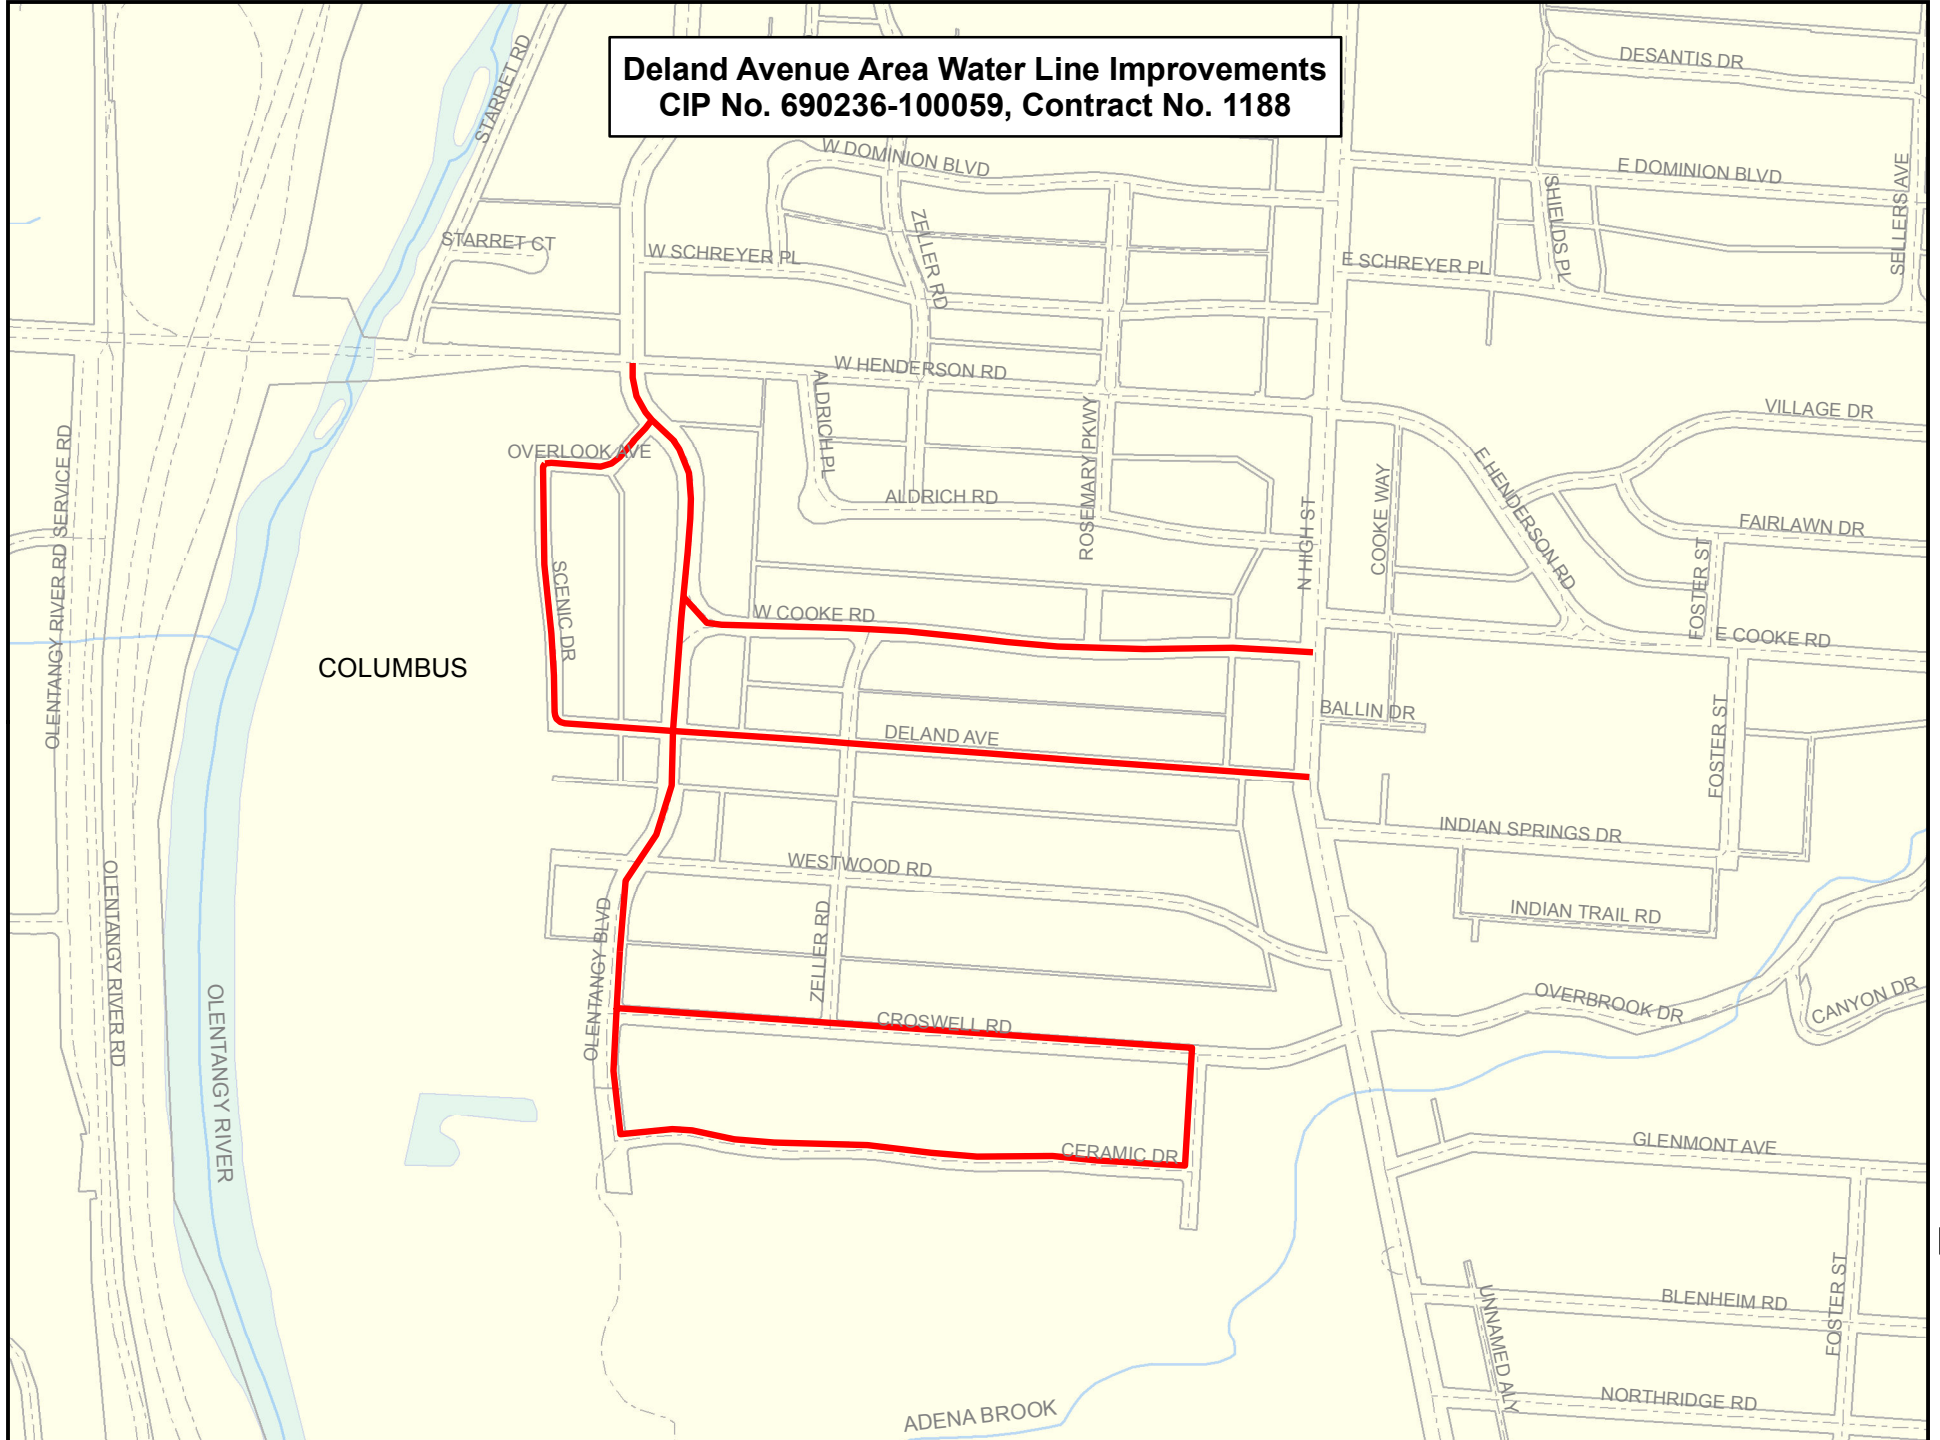 Deland Avenue Area Water Line Improvements
CIP No. 690236-100059, Contract No. 1188
STARRET RD
DESANTIS DR
W DOMINION BLVD
E DOMINION BLVD
SELLERS AVE
SHIELDS PL
ZELLER RD
STARRET CT
W SCHREYER PL
E SCHREYER PL
W HENDERSON RD
ALDRICH PL
ROSEMARY PKWY
VILLAGE DR
OVERLOOK AVE
OLENTANGY RIVER RD SERVICE RD
ALDRICH RD
N HIGH ST
COOKE WAY
E HENDERSON RD
FAIRLAWN DR
FOSTER ST
SCENIC DR
W COOKE RD
E COOKE RD
COLUMBUS
BALLIN DR
DELAND AVE
FOSTER ST
INDIAN SPRINGS DR
WESTWOOD RD
INDIAN TRAIL RD
OLENTANGY RIVER RD
OLENTANGY BLVD
ZELLER RD
OLENTANGY RIVER
CROSWELL RD
OVERBROOK DR
CANYON DR
CERAMIC DR
GLENMONT AVE
UNNAMED ALY
BLENHEIM RD
FOSTER ST
NORTHRIDGE RD
ADENA BROOK